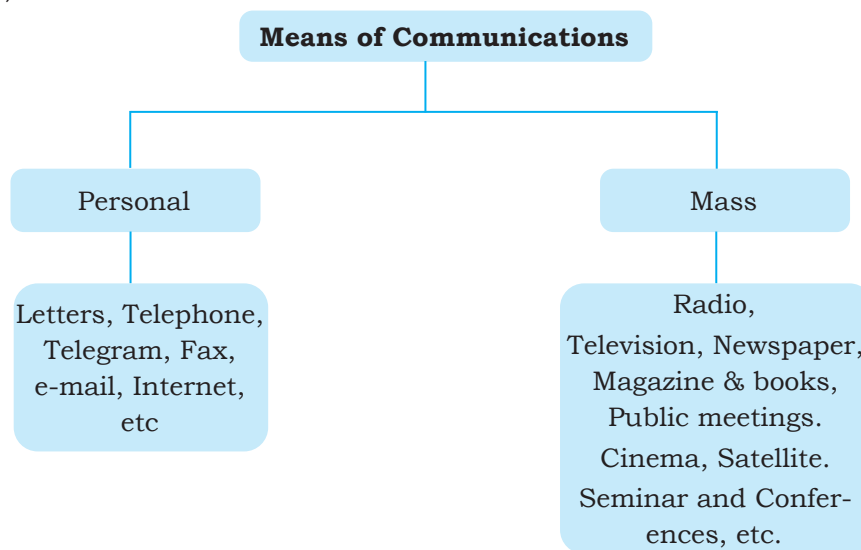 Means of Communications
Personal
Mass
Letters, Telephone,
Telegram, Fax,
e-mail, Internet,
etc
Radio,
Television, Newspaper,
Magazine & books,
Public meetings.
Cinema, Satellite.
Seminar and Confer-
ences, etc.